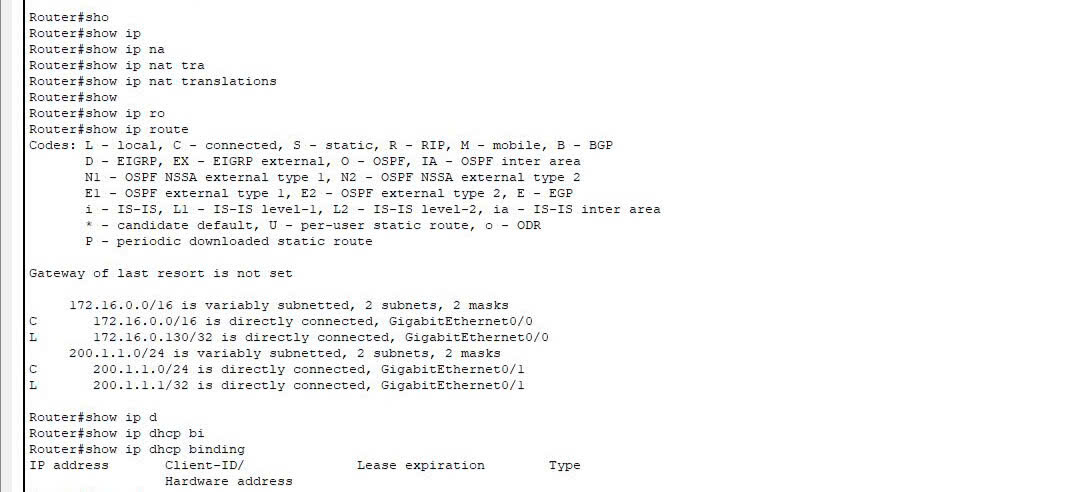 Router#sho
Router#show ip
Router#show ip na
Router#show ip nat tra
Router#show ip nat translations
Router#show
Router#show ip ro
Router#show ip route
Codes: L - local, C - connected, S - static, R - RIP, M - mobile, B - BGP
       D - EIGRP, EX - EIGRP external, O - OSPF, IA - OSPF inter area
       N1 - OSPF NSSA external type 1, N2 - OSPF NSSA external type 2
       E1 - OSPF external type 1, E2 - OSPF external type 2, E - EGP
       i - IS-IS, L1 - IS-IS level-1, L2 - IS-IS level-2, ia - IS-IS inter area
       * - candidate default, U - per-user static route, o - ODR
       P - periodic downloaded static route
Gateway of last resort is not set
     172.16.0.0/16 is variably subnetted, 2 subnets, 2 masks
C       172.16.0.0/16 is directly connected, GigabitEthernet0/0
L       172.16.0.130/32 is directly connected, GigabitEthernet0/0
     200.1.1.0/24 is variably subnetted, 2 subnets, 2 masks
C       200.1.1.0/24 is directly connected, GigabitEthernet0/1
L       200.1.1.1/32 is directly connected, GigabitEthernet0/1
Router#show ip d
Router#show ip dhcp bi
Router#show ip dhcp binding
IP address       Client-ID/              Lease expiration        Type
                 Hardware address